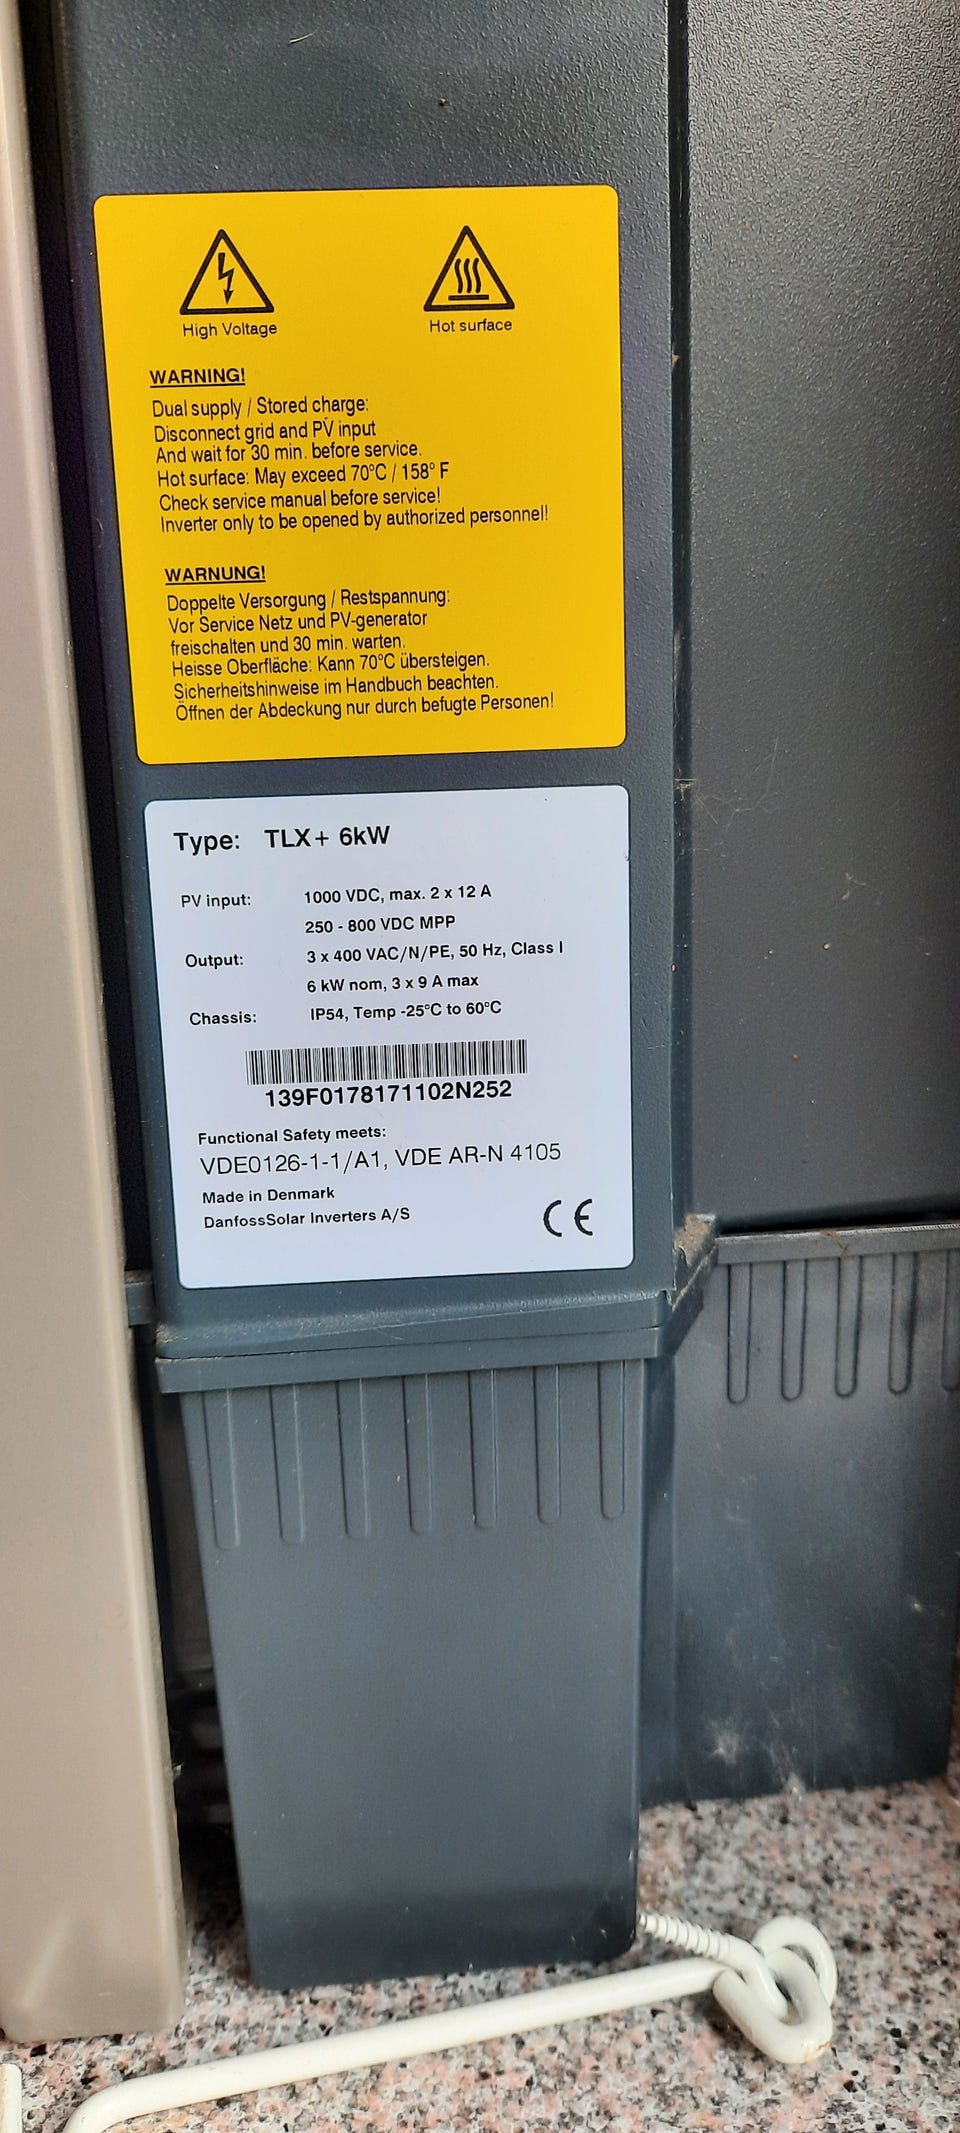 High Voltage
Hot surface
WARNING!
Dual supply / Stored charge:
Disconnect grid and PV input
And wait for 30 min. before service.
Hot surface: May exceed 70°C / 158° F
Check service manual before service!
Inverter only to be opened by authorized personnel!
WARNUNG!
Doppelte Versorgung / Restspannung:
Vor Service Netz und PV-generator
freischalten und 30 min. warten.
Heisse Oberfläche: Kann 70°C übersteigen.
Sicherheitshinweise im Handbuch beachten.
Öffnen der Abdeckung nur durch befugte Personen!
Type: TLX+ 6kW
PV input: 1000 VDC, max. 2 x 12 A
250 - 800 VDC MPP
Output: 3 x 400 VAC/N/PE, 50 Hz, Class I
6 kW nom, 3 x 9 A max
Chassis: IP54, Temp -25°C to 60°C
139F0178171102N252
Functional Safety meets:
VDE0126-1-1/A1, VDE AR-N 4105
Made in Denmark
DanfossSolar Inverters A/S
CE